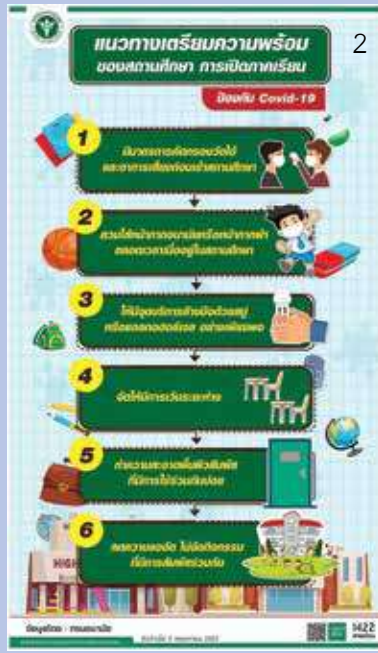 2
แนวทางเตรียมความพร้อม
ของสถานศึกษา การเปิดภาคเรียน
ป้องกัน Covid-19
1
มีมาตรการคัดกรองวัดไข้
และอาการเสี่ยงก่อนเข้าสถานศึกษา
2
สวมใส่หน้ากากอนามัยหรือหน้ากากผ้า
ตลอดเวลาเมื่ออยู่ในสถานศึกษา
3
ให้มีจุดบริการล้างมือด้วยสบู่
หรือแอลกอฮอล์เจล อย่างเพียงพอ
4
จัดให้มีการเว้นระยะห่าง
5
ทำความสะอาดพื้นผิวสัมผัส
ที่มีการใช้ร่วมกันบ่อย
6
ลดความแออัด ไม่จัดกิจกรรม
ที่มีการสัมผัสร่วมกัน
HIGH
ข้อมูลโดย : กรมอนามัย
1422